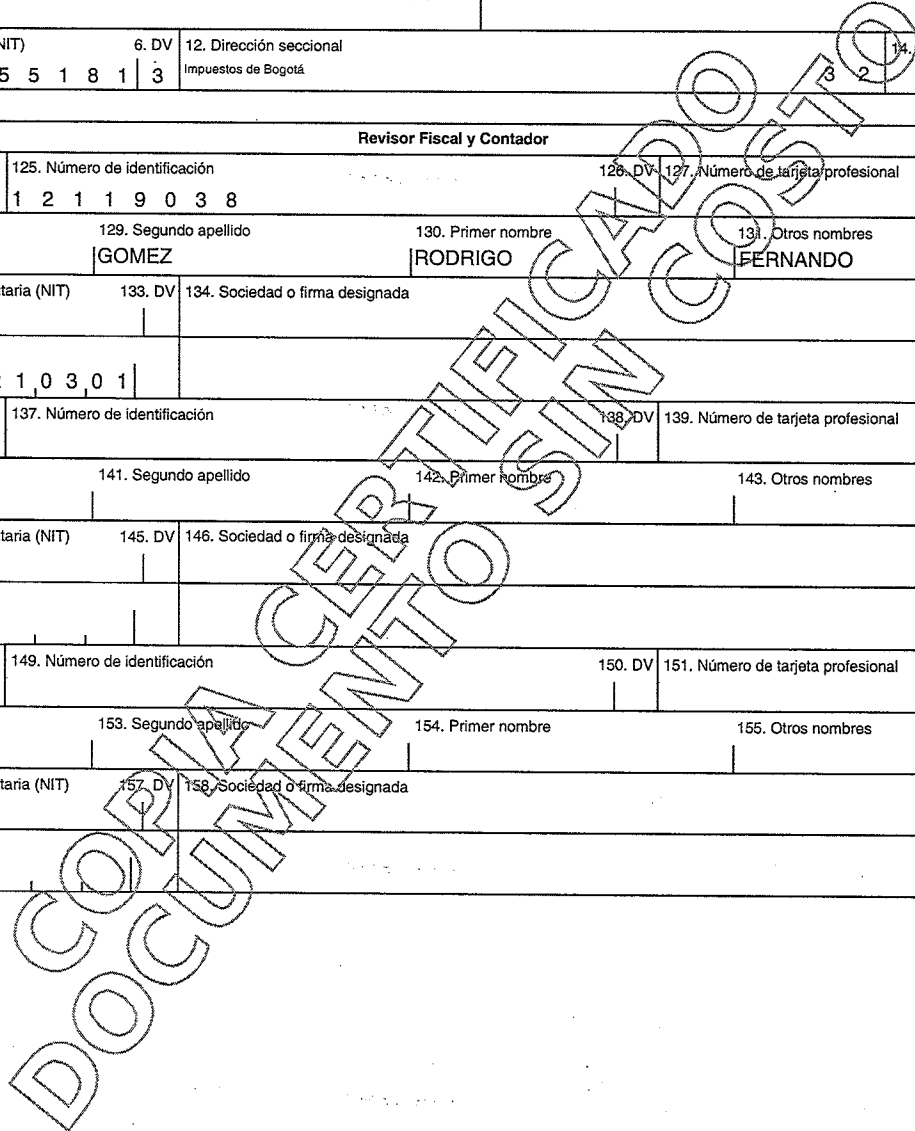 NIT) 6. DV 12. Dirección seccional 14.
5 5 1 8 1 3 Impuestos de Bogotá 3 2
Revisor Fiscal y Contador
125. Número de identificación 126. DV 127. Número de tarjeta profesional
1 2 1 1 9 0 3 8
129. Segundo apellido 130. Primer nombre 131. Otros nombres
GOMEZ RODRIGO FERNANDO
taria (NIT) 133. DV 134. Sociedad o firma designada
1 0 3 0 1
137. Número de identificación 138. DV 139. Número de tarjeta profesional
141. Segundo apellido 142. Primer nombre 143. Otros nombres
taria (NIT) 145. DV 146. Sociedad o firma designada
149. Número de identificación 150. DV 151. Número de tarjeta profesional
153. Segundo apellido 154. Primer nombre 155. Otros nombres
taria (NIT) 157. DV 158. Sociedad o firma designada
COPIA CERTIFICADO
DOCUMENTO SIN COSTO